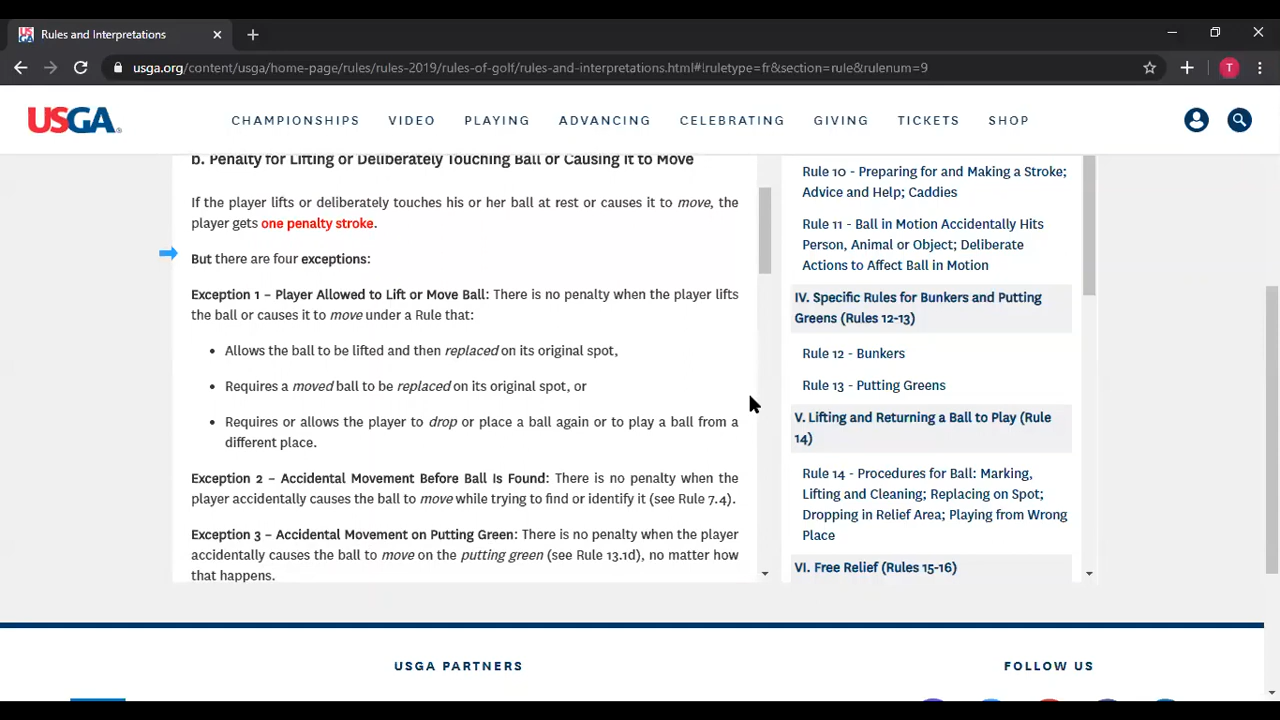 Rules and Interpretations
usga.org/content/usga/home-page/rules/rules-2019/rules-of-golf/rules-and-interpretations.html#!ruletype=fr&section=rule&rulenum=9
T
USGA
CHAMPIONSHIPS VIDEO PLAYING ADVANCING CELEBRATING GIVING TICKETS SHOP
b. Penalty for Lifting or Deliberately Touching Ball or Causing It to Move
If the player lifts or deliberately touches his or her ball at rest or causes it to move, the
player gets one penalty stroke.
But there are four exceptions:
Exception 1 – Player Allowed to Lift or Move Ball: There is no penalty when the player lifts
the ball or causes it to move under a Rule that:
• Allows the ball to be lifted and then replaced on its original spot,
• Requires a moved ball to be replaced on its original spot, or
• Requires or allows the player to drop or place a ball again or to play a ball from a
different place.
Exception 2 – Accidental Movement Before Ball Is Found: There is no penalty when the
player accidentally causes the ball to move while trying to find or identify it (see Rule 7.4).
Exception 3 – Accidental Movement on Putting Green: There is no penalty when the player
accidentally causes the ball to move on the putting green (see Rule 13.1d), no matter how
that happens.
Rule 10 - Preparing for and Making a Stroke;
Advice and Help; Caddies
Rule 11 - Ball in Motion Accidentally Hits
Person, Animal or Object; Deliberate
Actions to Affect Ball in Motion
IV. Specific Rules for Bunkers and Putting
Greens (Rules 12-13)
Rule 12 - Bunkers
Rule 13 - Putting Greens
V. Lifting and Returning a Ball to Play (Rule
14)
Rule 14 - Procedures for Ball: Marking,
Lifting and Cleaning; Replacing on Spot;
Dropping in Relief Area; Playing from Wrong
Place
VI. Free Relief (Rules 15-16)
USGA PARTNERS
FOLLOW US